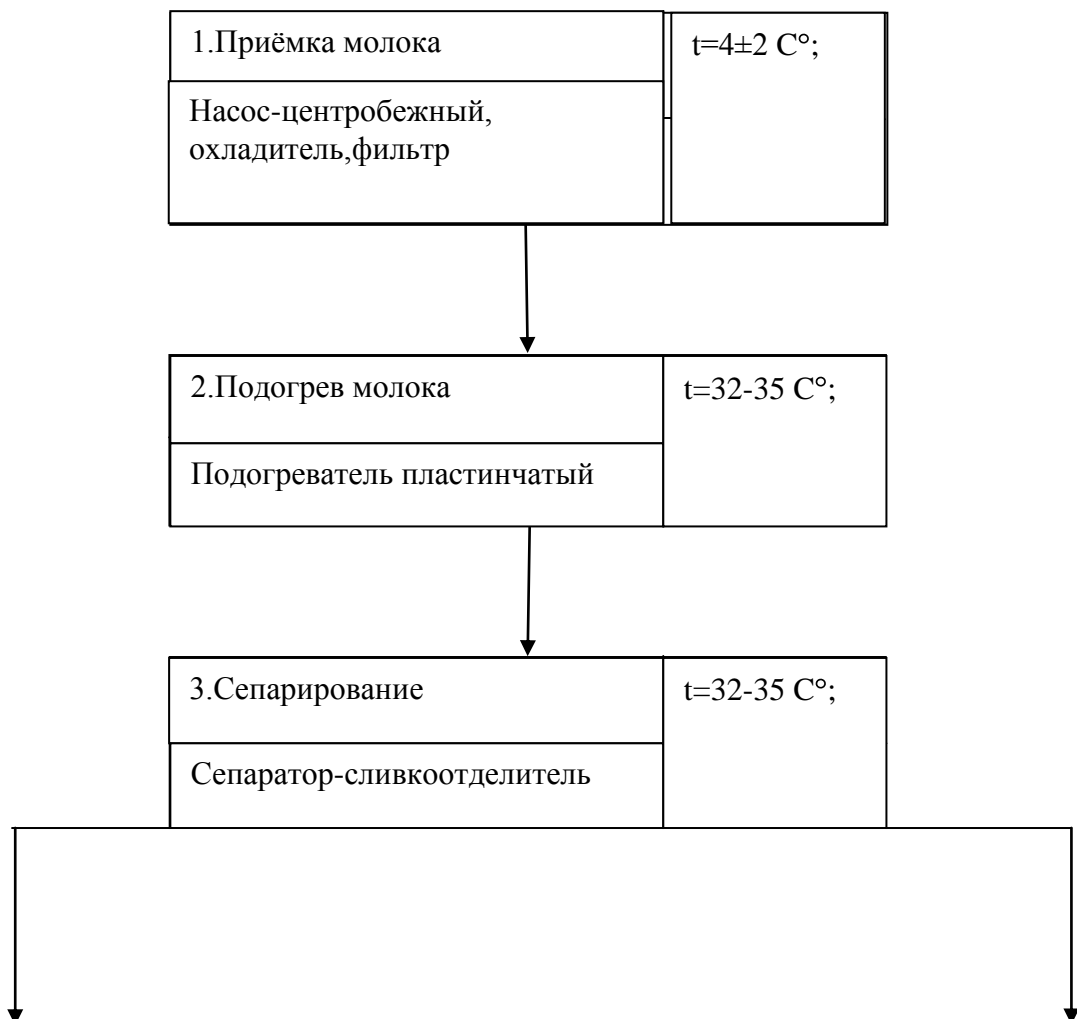 1.Приёмка молока
t=4±2 C°;
Насос-центробежный,
охладитель,фильтр
2.Подогрев молока
t=32-35 C°;
Подогреватель пластинчатый
3.Сепарирование
t=32-35 C°;
Сепаратор-сливкоотделитель